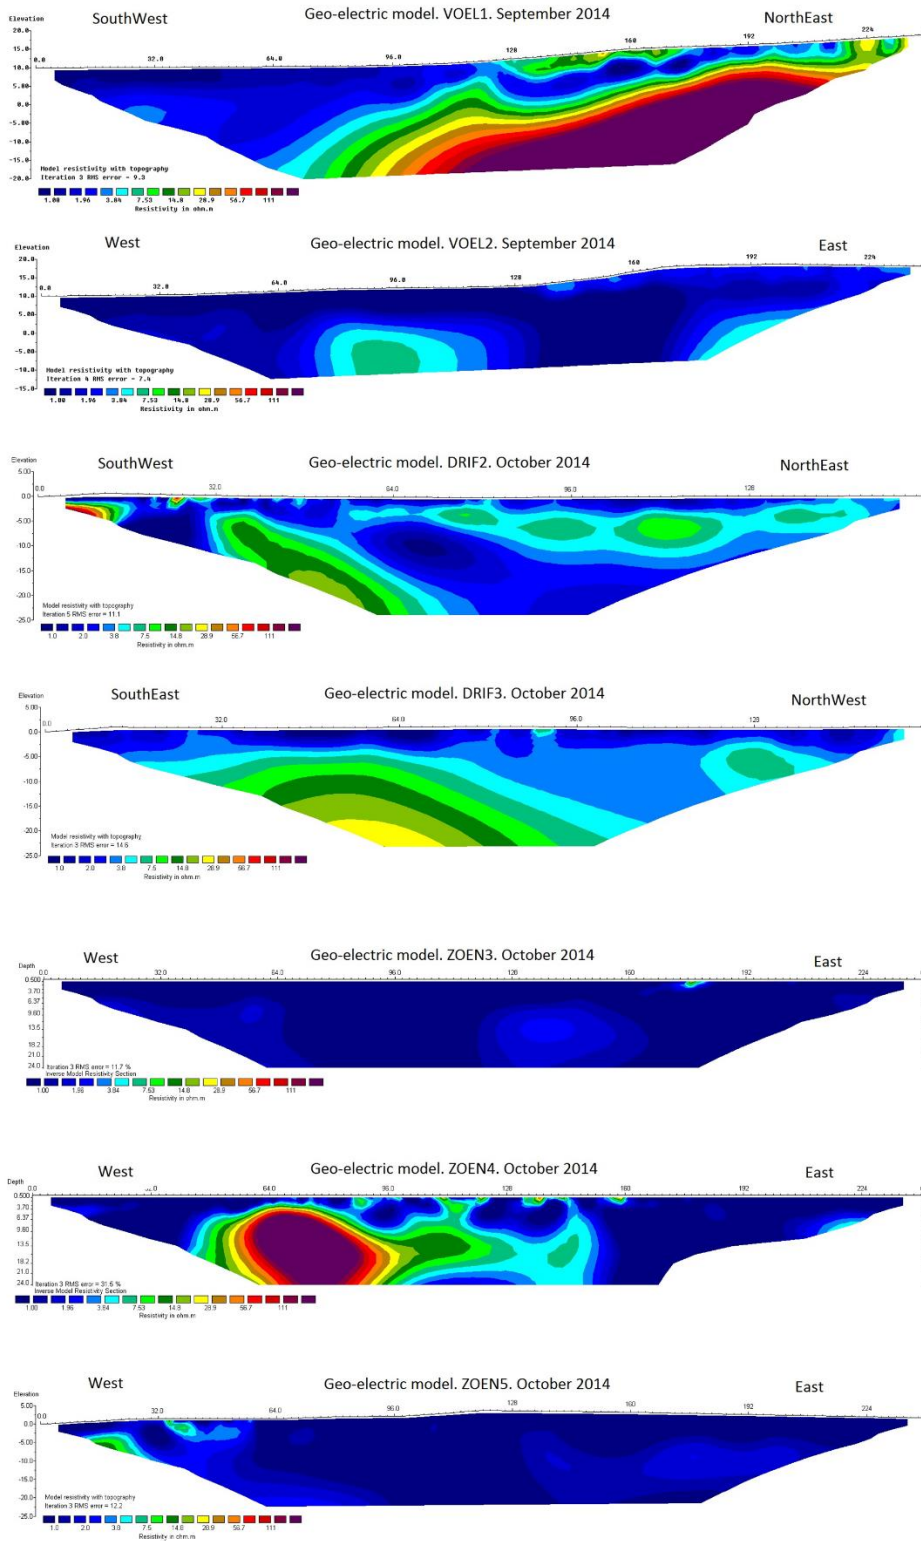 Geo-electric model. VOEL1. September 2014
SouthWest NorthEast
Elevation
0.0 32.0 64.0 96.0 128 160 192 224
20.0
15.0
10.0
5.00
0.0
-5.00
-10.0
-15.0
-20.0
Model resistivity with topography
Iteration 3 RMS error = 9.3
1.00 1.96 3.84 7.53 14.8 28.9 56.7 111
Resistivity in ohm.m
Geo-electric model. VOEL2. September 2014
West East
Elevation
0.0 32.0 64.0 96.0 128 160 192 224
20.0
15.0
10.0
5.00
0.0
-5.00
-10.0
-15.0
Model resistivity with topography
Iteration 4 RMS error = 7.4
1.00 1.96 3.84 7.53 14.8 28.9 56.7 111
Resistivity in ohm.m
Geo-electric model. DRIF2. October 2014
SouthWest NorthEast
Elevation
0.0 32.0 64.0 96.0 128
5.00
0.0
-5.00
-10.0
-15.0
-20.0
-25.0
Model resistivity with topography
Iteration 5 RMS error = 11.1
1.0 2.0 3.8 7.5 14.8 28.9 56.7 111
Resistivity in ohm.m
Geo-electric model. DRIF3. October 2014
SouthEast NorthWest
Elevation
0.0 32.0 64.0 96.0 128
5.00
0.0
-5.00
-10.0
-15.0
-20.0
-25.0
Model resistivity with topography
Iteration 3 RMS error = 14.6
1.0 2.0 3.8 7.5 14.8 28.9 56.7 111
Resistivity in ohm.m
Geo-electric model. ZOEN3. October 2014
West East
Depth
0.0 32.0 64.0 96.0 128 160 192 224
0.500
3.70
6.37
9.60
13.5
18.2
21.0
24.0
Iteration 3 RMS error = 11.7 %
Inverse Model Resistivity Section
1.00 1.96 3.84 7.53 14.8 28.9 56.7 111
Resistivity in ohm.m
Geo-electric model. ZOEN4. October 2014
West East
Depth
0.0 32.0 64.0 96.0 128 160 192 224
0.500
3.70
6.37
9.60
13.5
18.2
21.2
24.0
Iteration 3 RMS error = 31.6 %
Inverse Model Resistivity Section
1.00 1.96 3.84 7.53 14.8 28.9 56.7 111
Resistivity in ohm.m
Geo-electric model. ZOEN5. October 2014
West East
Elevation
0.0 32.0 64.0 96.0 128 160 192 224
5.00
0.0
-5.00
-10.0
-15.0
-20.0
-25.0
Model resistivity with topography
Iteration 3 RMS error = 12.2
1.0 2.0 3.8 7.5 14.8 28.9 56.7 111
Resistivity in ohm.m